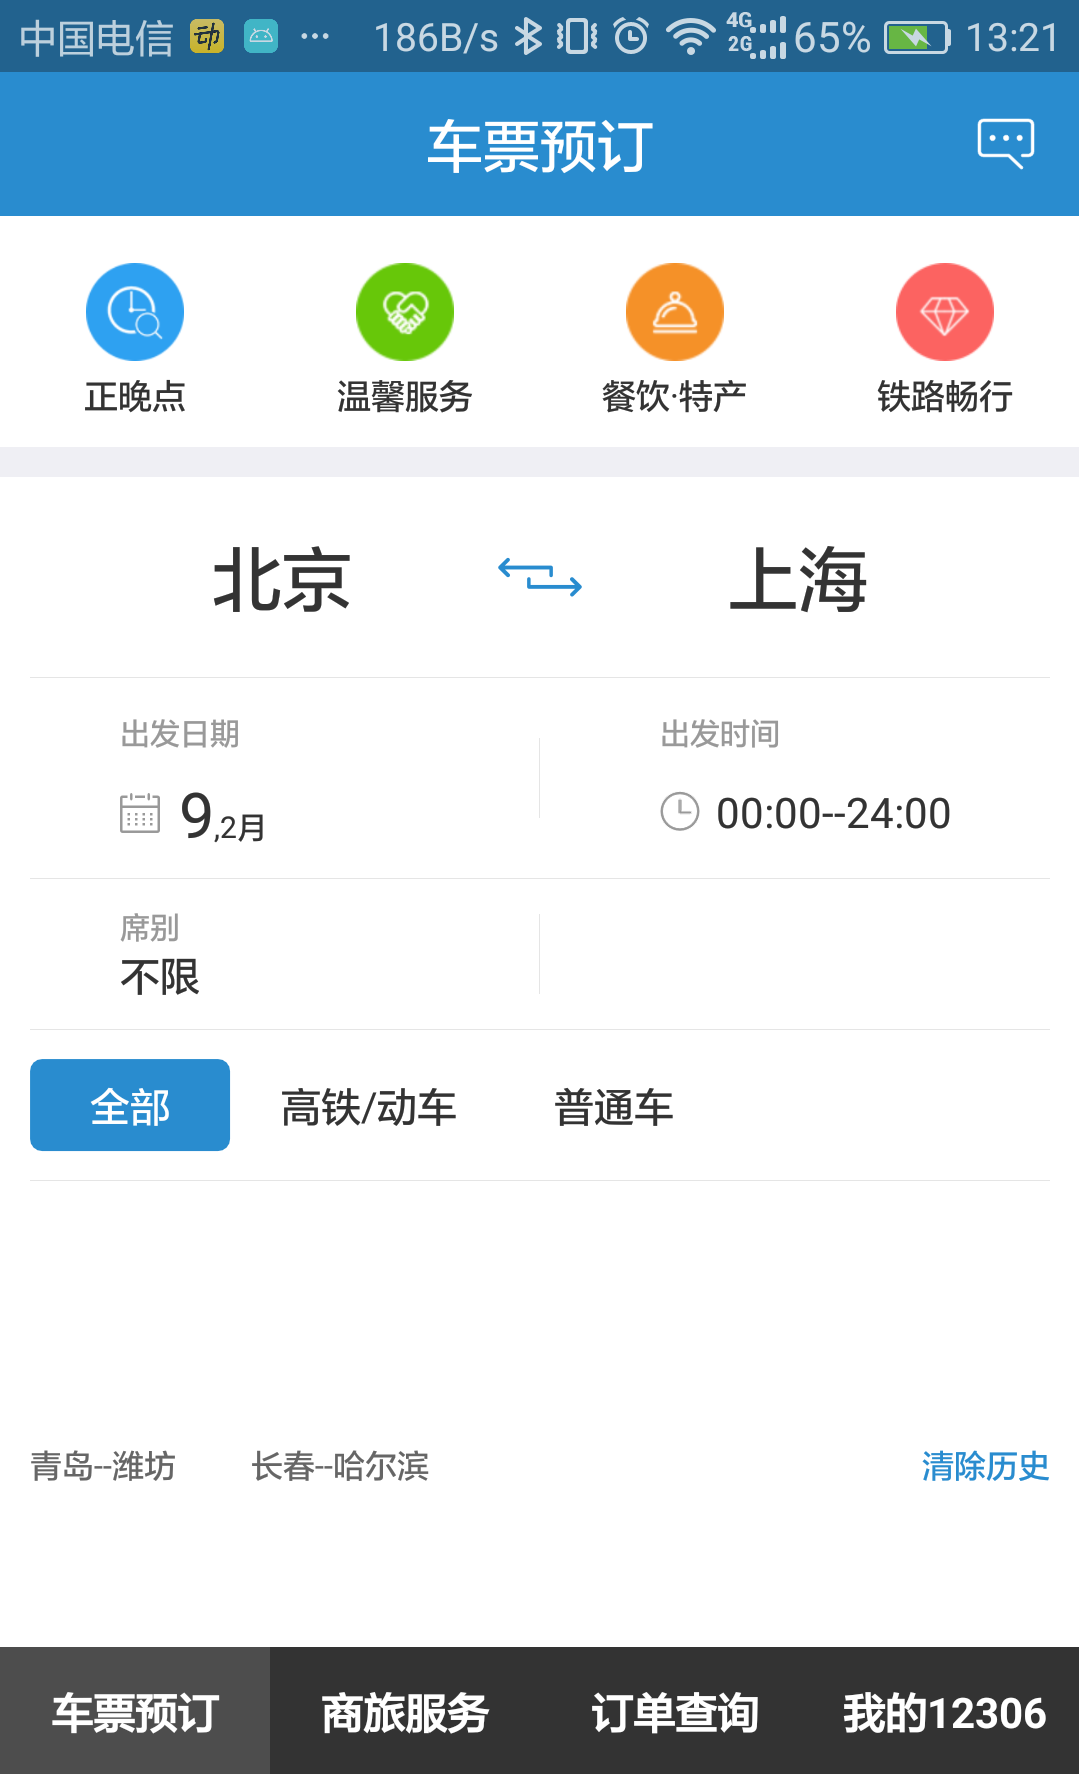 中国电信 动 ... 186B/s 4G 2G 65% 13:21
车票预订
正晚点 温馨服务 餐饮·特产 铁路畅行
北京 上海
出发日期 出发时间
9,2月 00:00--24:00
席别
不限
全部 高铁/动车 普通车
青岛--潍坊 长春--哈尔滨 清除历史
车票预订 商旅服务 订单查询 我的12306